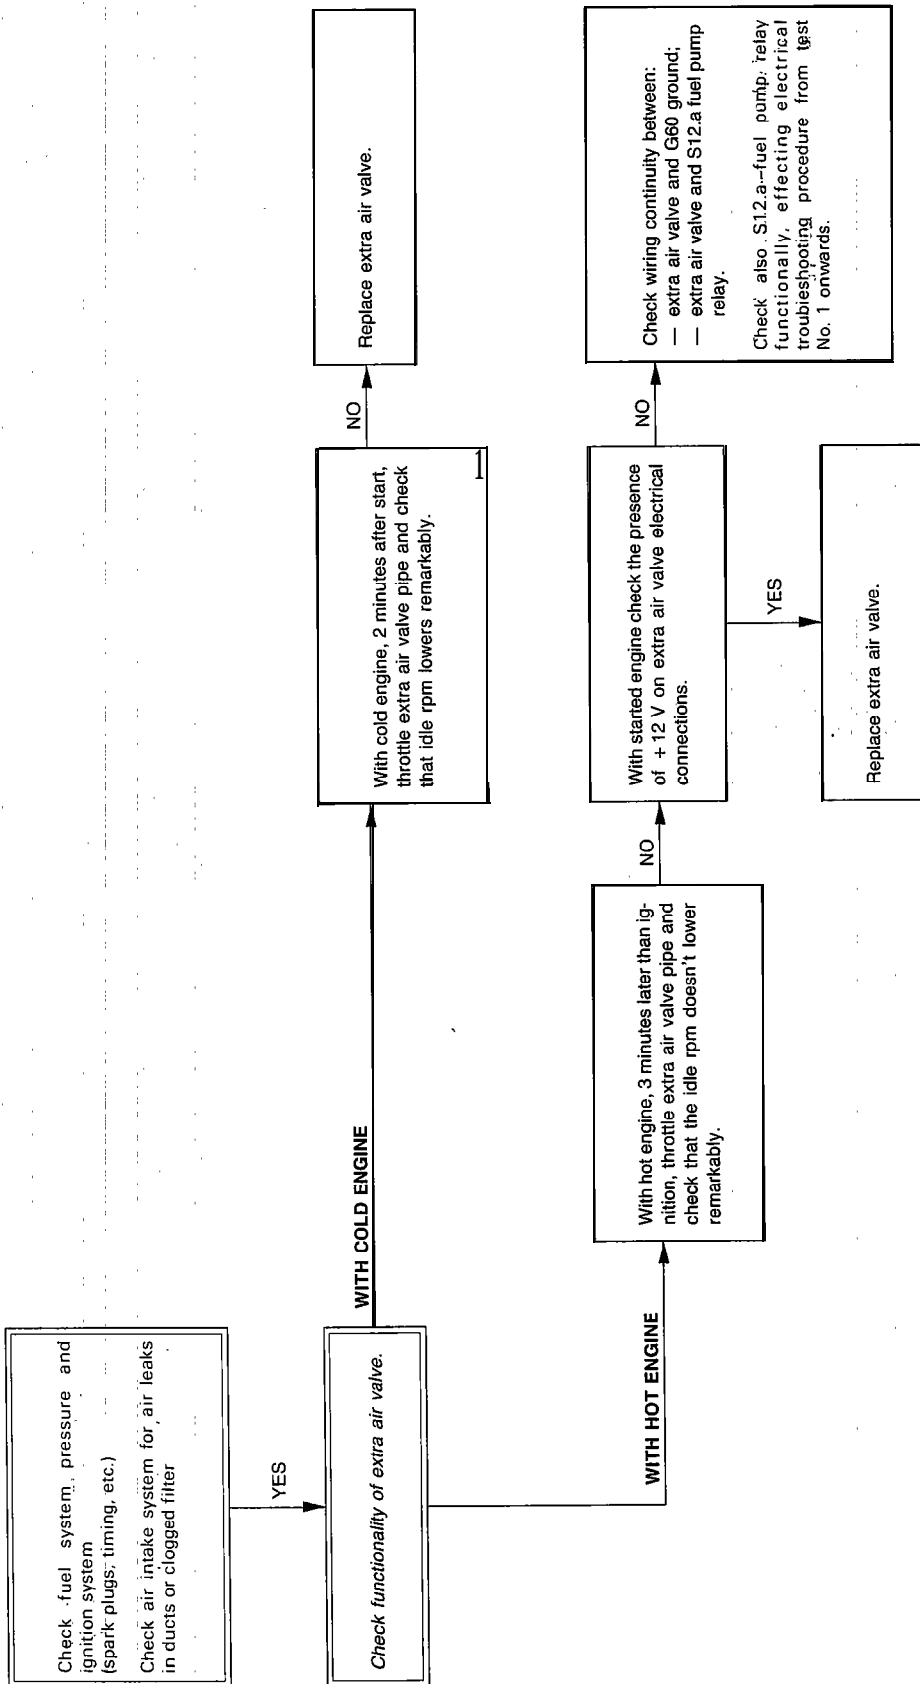 Check fuel system, pressure and
ignition system
(spark plugs, timing, etc.)
Check air intake system for air leaks
in ducts or clogged filter
YES
Check functionality of extra air valve.
WITH COLD ENGINE
With cold engine, 2 minutes after start,
throttle extra air valve pipe and check
that idle rpm lowers remarkably.
1
NO
Replace extra air valve.
WITH HOT ENGINE
With hot engine, 3 minutes later than ig-
nition, throttle extra air valve pipe and
check that the idle rpm doesn't lower
remarkably.
NO
With started engine check the presence
of + 12 V on extra air valve electrical
connections.
NO
Check wiring continuity between:
— extra air valve and G60 ground;
— extra air valve and S12.a fuel pump
relay.
Check also S12.a-fuel pump relay
functionally, effecting electrical
troubleshooting procedure from test
No. 1 onwards.
YES
Replace extra air valve.